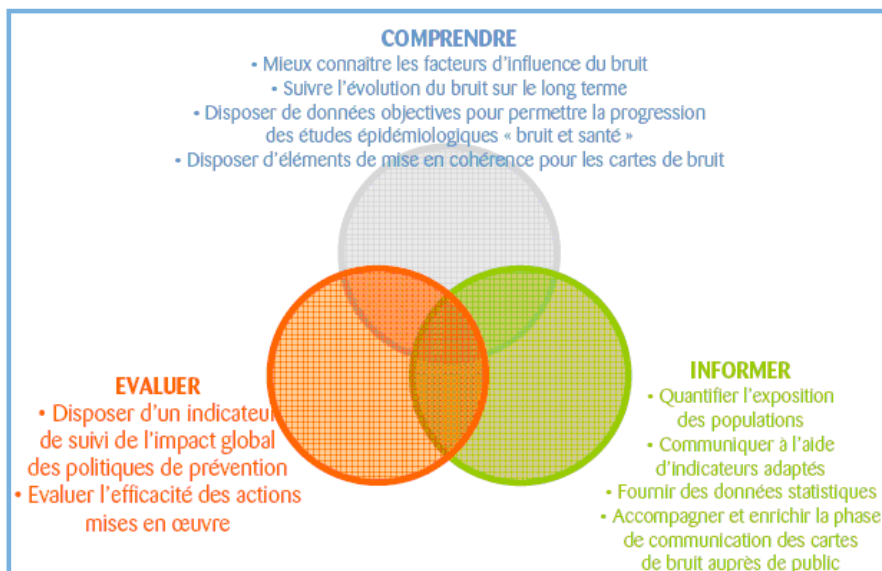 COMPRENDRE
• Mieux connaître les facteurs d'influence du bruit
• Suivre l'évolution du bruit sur le long terme
• Disposer de données objectives pour permettre la progression
des études épidémiologiques « bruit et santé »
• Disposer d'éléments de mise en cohérence pour les cartes de bruit
EVALUER
• Disposer d'un indicateur
de suivi de l'impact global
des politiques de prévention
• Evaluer l'efficacité des actions
mises en œuvre
INFORMER
• Quantifier l'exposition
des populations
• Communiquer à l'aide
d'indicateurs adaptés
• Fournir des données statistiques
• Accompagner et enrichir la phase
de communication des cartes
de bruit auprès de public